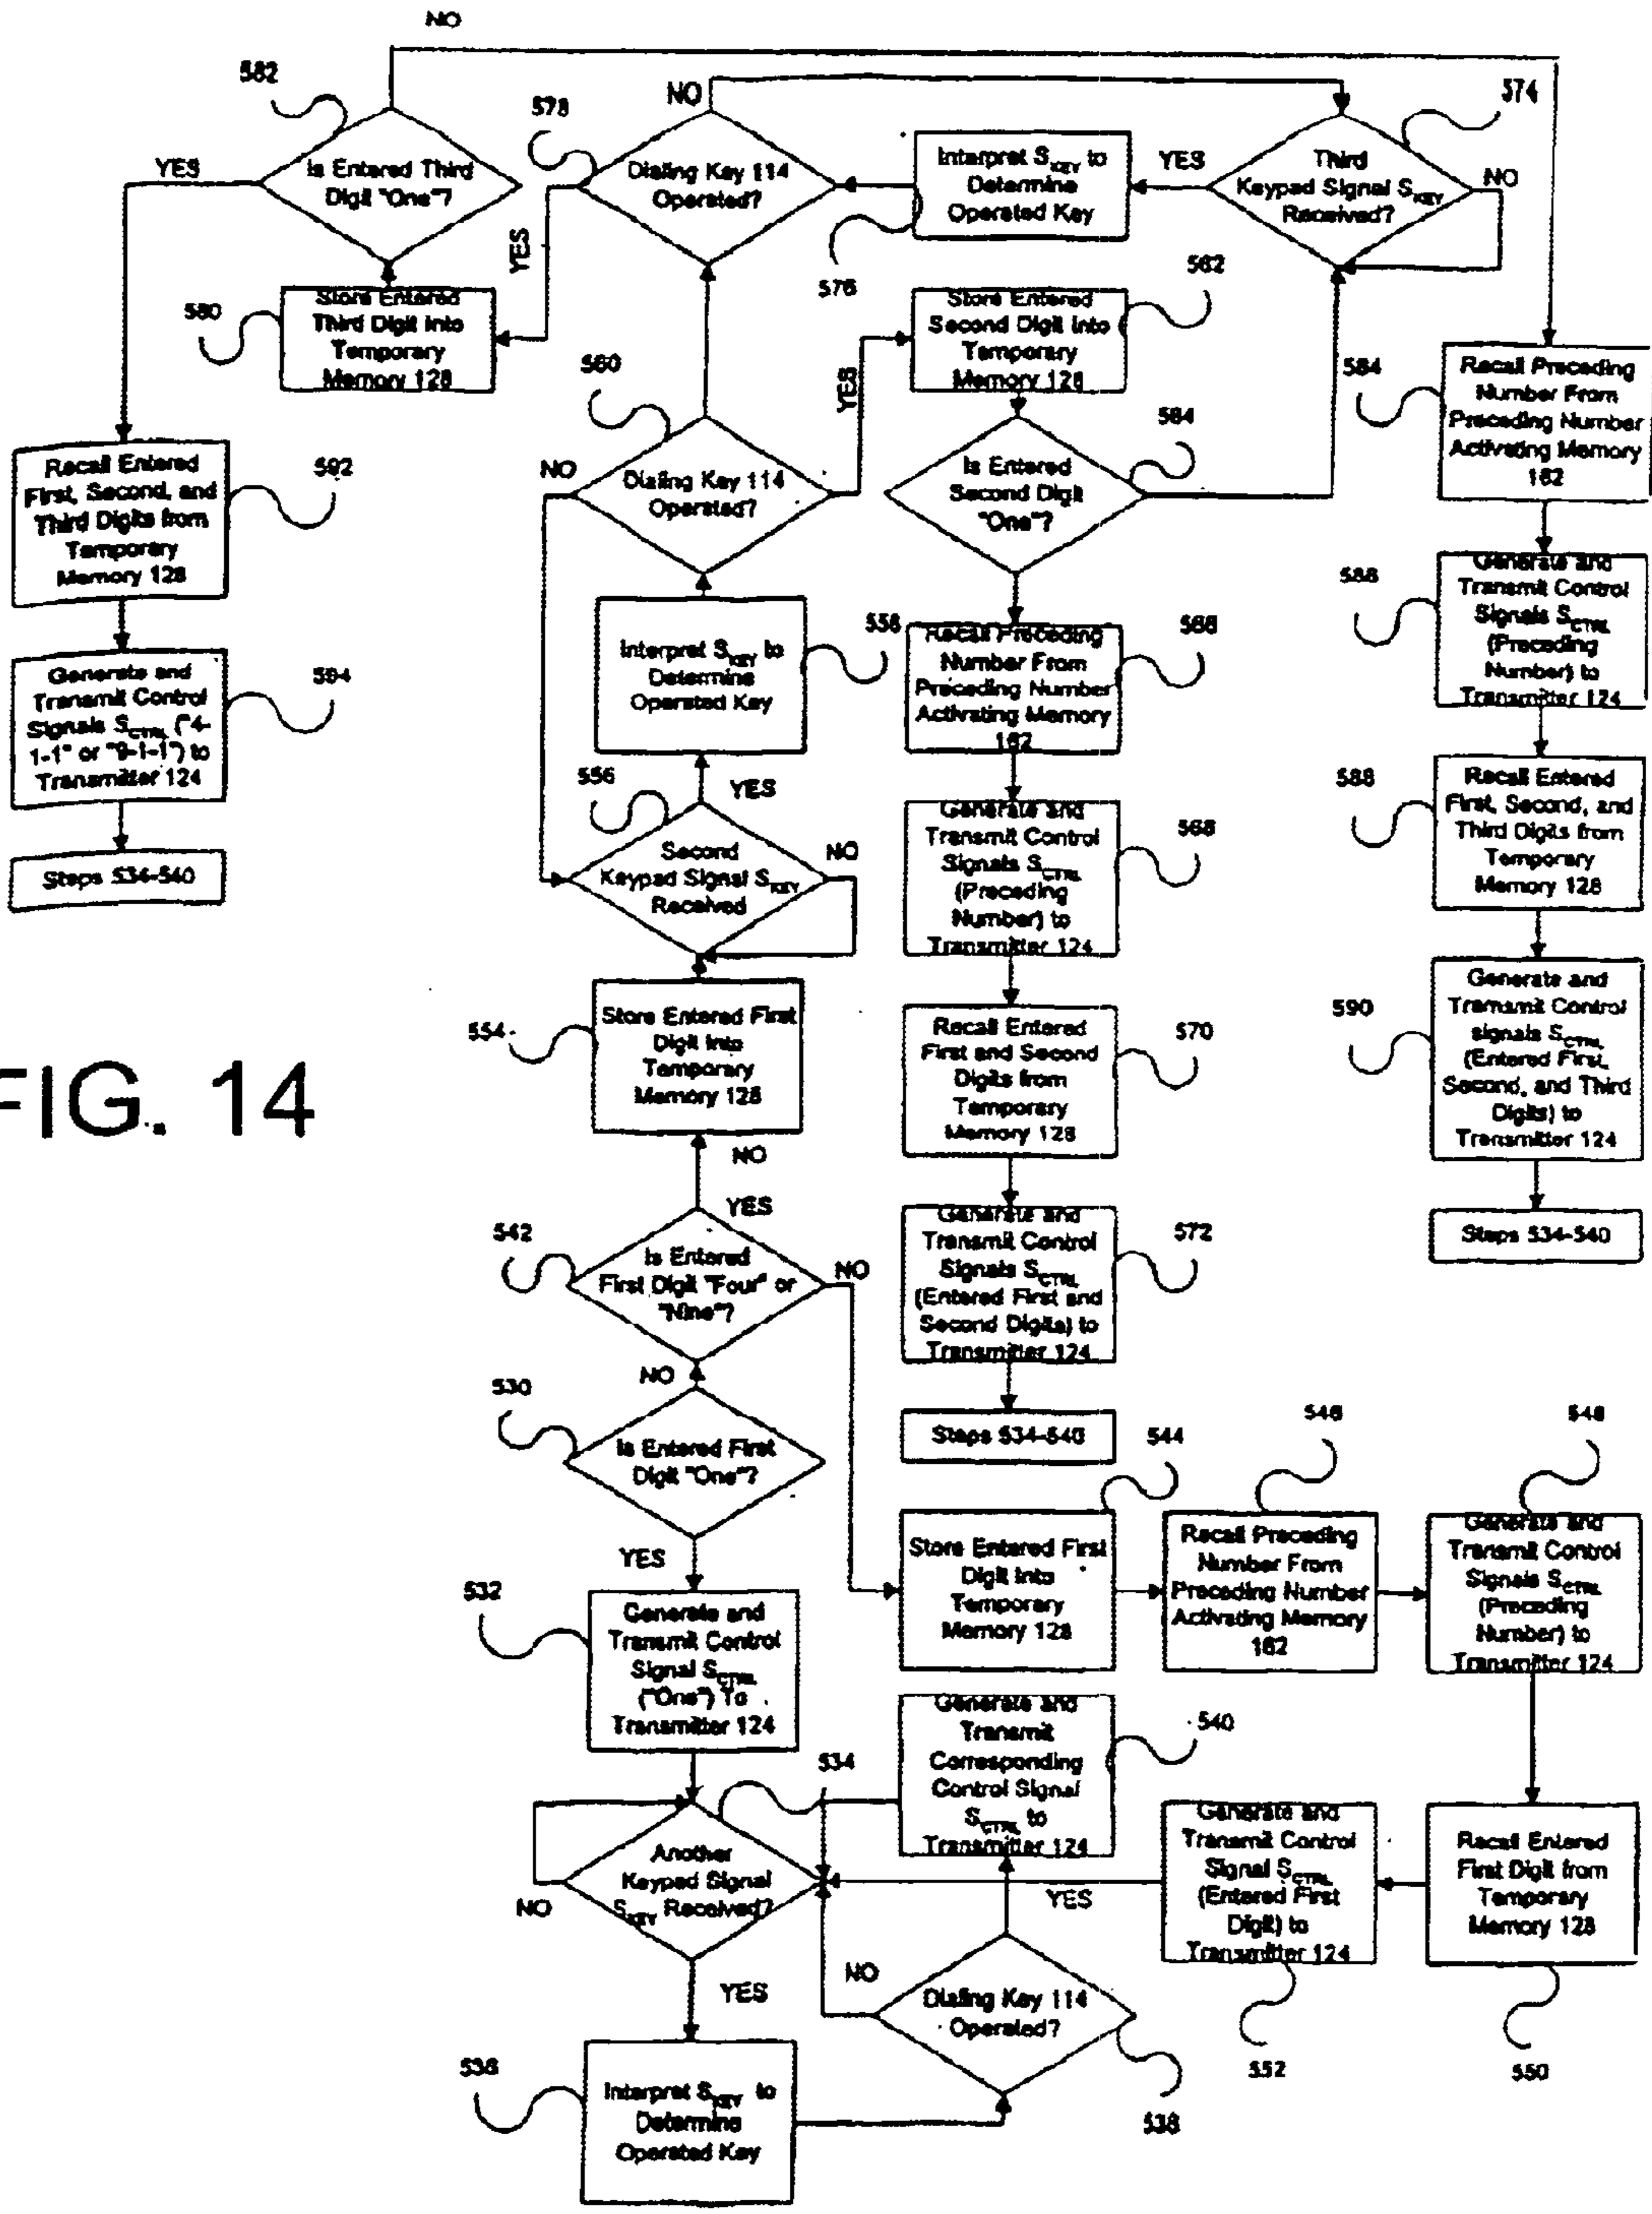 NO
582
578
NO
574
YES
Is Entered Third
Digit "One"?
Dialing Key 114
Operated?
Interpret S_KEY to
Determine
Operated Key
YES
Third
Keypad Signal S_KEY
Received?
NO
YES
576
562
580
Store Entered
Third Digit into
Temporary
Memory 128
Store Entered
Second Digit into
Temporary
Memory 128
560
YES
584
Recall Preceding
Number From
Preceding Number
Activating Memory
162
564
Recall Entered
First, Second, and
Third Digits from
Temporary
Memory 128
592
NO
Dialing Key 114
Operated?
Is Entered
Second Digit
"One"?
586
Generate and
Transmit Control
Signals S_CTRL
(Preceding
Number) to
Transmitter 124
Generate and
Transmit Control
Signals S_CTRL ("4-
1-1" or "9-1-1") to
Transmitter 124
594
Interpret S_KEY to
Determine
Operated Key
558
Recall Preceding
Number From
Preceding Number
Activating Memory
162
566
556
YES
588
Recall Entered
First, Second, and
Third Digits from
Temporary
Memory 128
Steps 534-540
Second
Keypad Signal S_KEY
Received
NO
Generate and
Transmit Control
Signals S_CTRL
(Preceding
Number) to
Transmitter 124
568
554
Store Entered First
Digit Into
Temporary
Memory 128
Recall Entered
First and Second
Digits from
Temporary
Memory 128
570
590
Generate and
Transmit Control
signals S_CTRL
(Entered First,
Second, and Third
Digits) to
Transmitter 124
FIG. 14
NO
YES
542
Is Entered
First Digit "Four" or
"Nine"?
NO
Generate and
Transmit Control
Signals S_CTRL
(Entered First and
Second Digits) to
Transmitter 124
572
Steps 534-540
NO
530
Is Entered First
Digit "One"?
Steps 534-540
544
546
548
YES
Store Entered First
Digit Into
Temporary
Memory 128
Recall Preceding
Number From
Preceding Number
Activating Memory
162
Generate and
Transmit Control
Signals S_CTRL
(Preceding
Number) to
Transmitter 124
532
Generate and
Transmit Control
Signal S_CTRL
("One") To
Transmitter 124
534
Generate and
Transmit
Corresponding
Control Signal
S_CTRL to
Transmitter 124
540
Another
Keypad Signal
S_KEY Received?
NO
YES
Generate and
Transmit Control
Signal S_CTRL
(Entered First
Digit) to
Transmitter 124
Recall Entered
First Digit from
Temporary
Memory 128
YES
NO
Dialing Key 114
Operated?
552
550
536
Interpret S_KEY to
Determine
Operated Key
538